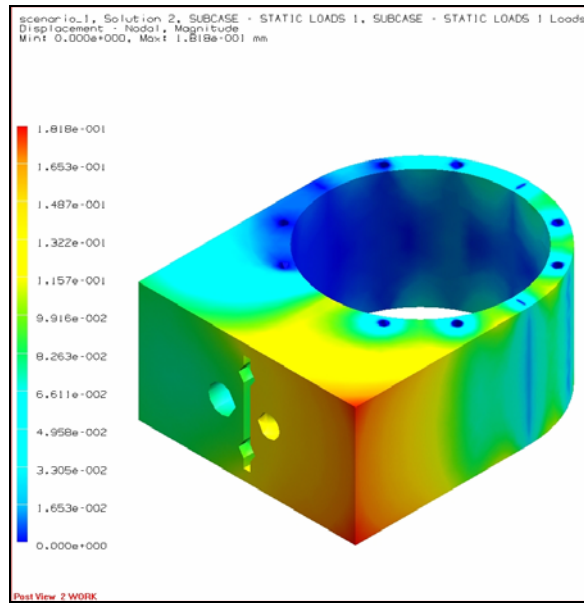 scenario_1, Solution 2, SUBCASE - STATIC LOADS 1, SUBCASE - STATIC LOADS 1 Loads
Displacement - Nodal, Magnitude
Min: 0.000e+000, Max: 1.818e-001 mm
1.818e-001
1.653e-001
1.487e-001
1.322e-001
1.157e-001
9.916e-002
8.263e-002
6.611e-002
4.958e-002
3.305e-002
1.653e-002
0.000e+000
Post View 2 WORK